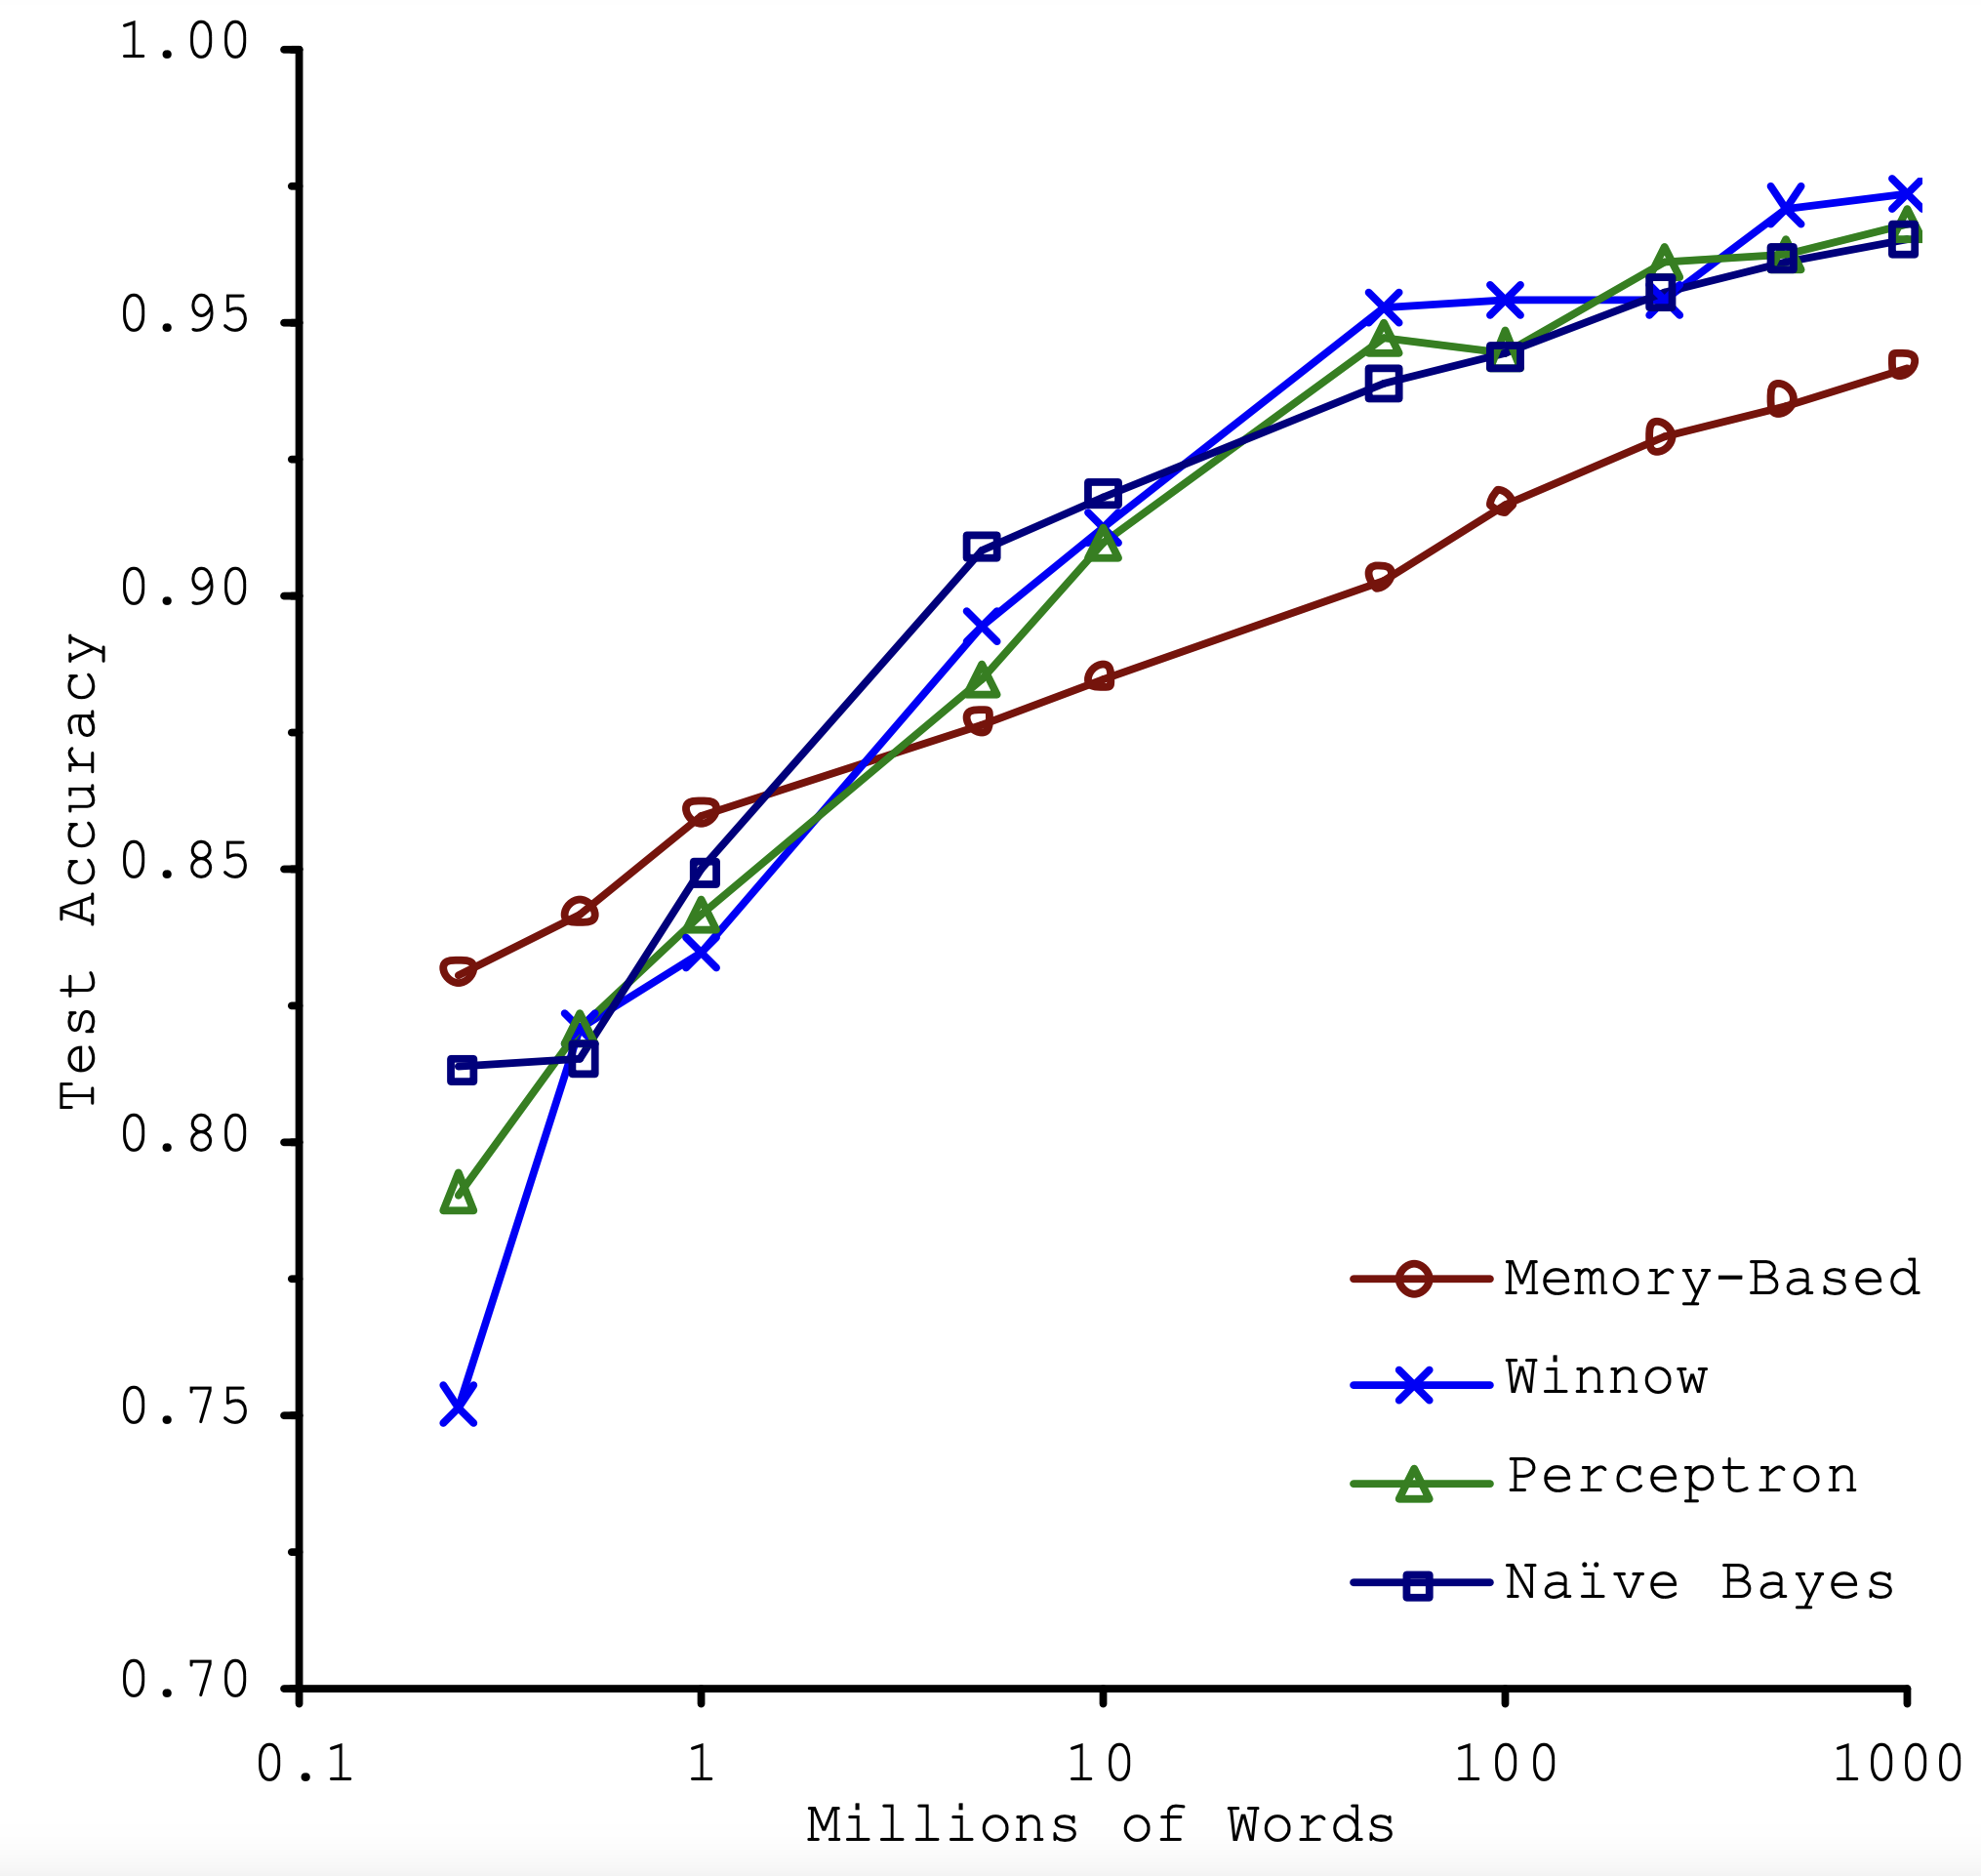 1.00
0.95
0.90
0.85
0.80
0.75
0.70
Test Accuracy
0.1 1 10 100 1000
Millions of Words
Memory-Based
Winnow
Perceptron
Naïve Bayes